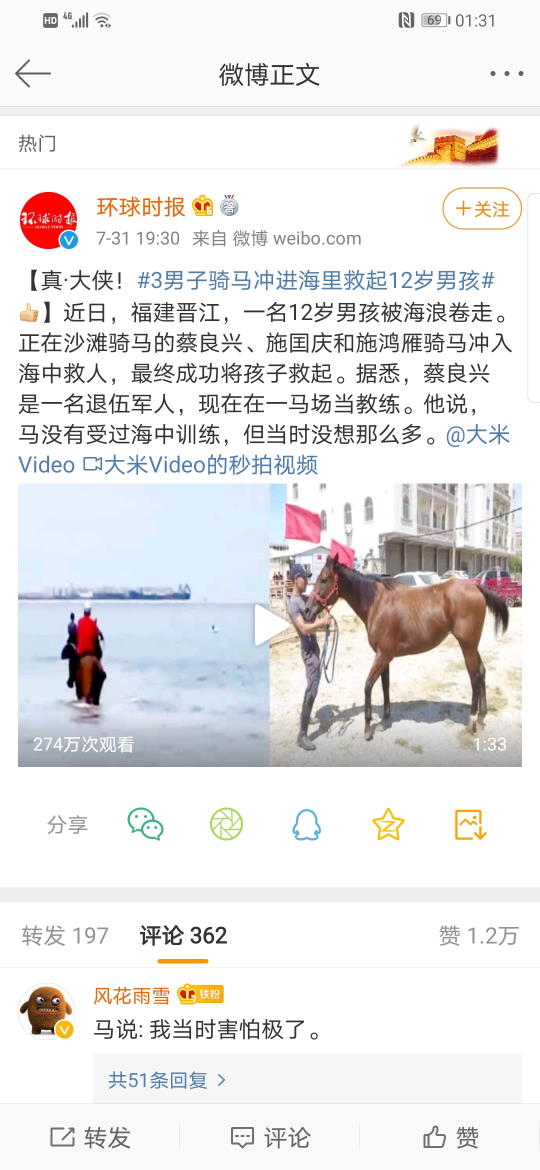 HD 4G 69 01:31
微博正文
热门
环球时报
GLOBAL TIMES
环球时报
+关注
7-31 19:30 来自 微博 weibo.com
【真·大侠！#3男子骑马冲进海里救起12岁男孩#
】近日，福建晋江，一名12岁男孩被海浪卷走。
正在沙滩骑马的蔡良兴、施匡庆和施鸿雁骑马冲入
海中救人，最终成功将孩子救起。据悉，蔡良兴
是一名退伍军人，现在在一马场当教练。他说，
马没有受过海中训练，但当时没想那么多。@大米
Video 大米Video的秒拍视频
274万次观看
1:33
分享
转发 197 评论 362 赞 1.2万
风花雨雪 铁粉
马说: 我当时害怕极了。
共51条回复 >
转发 评论 赞